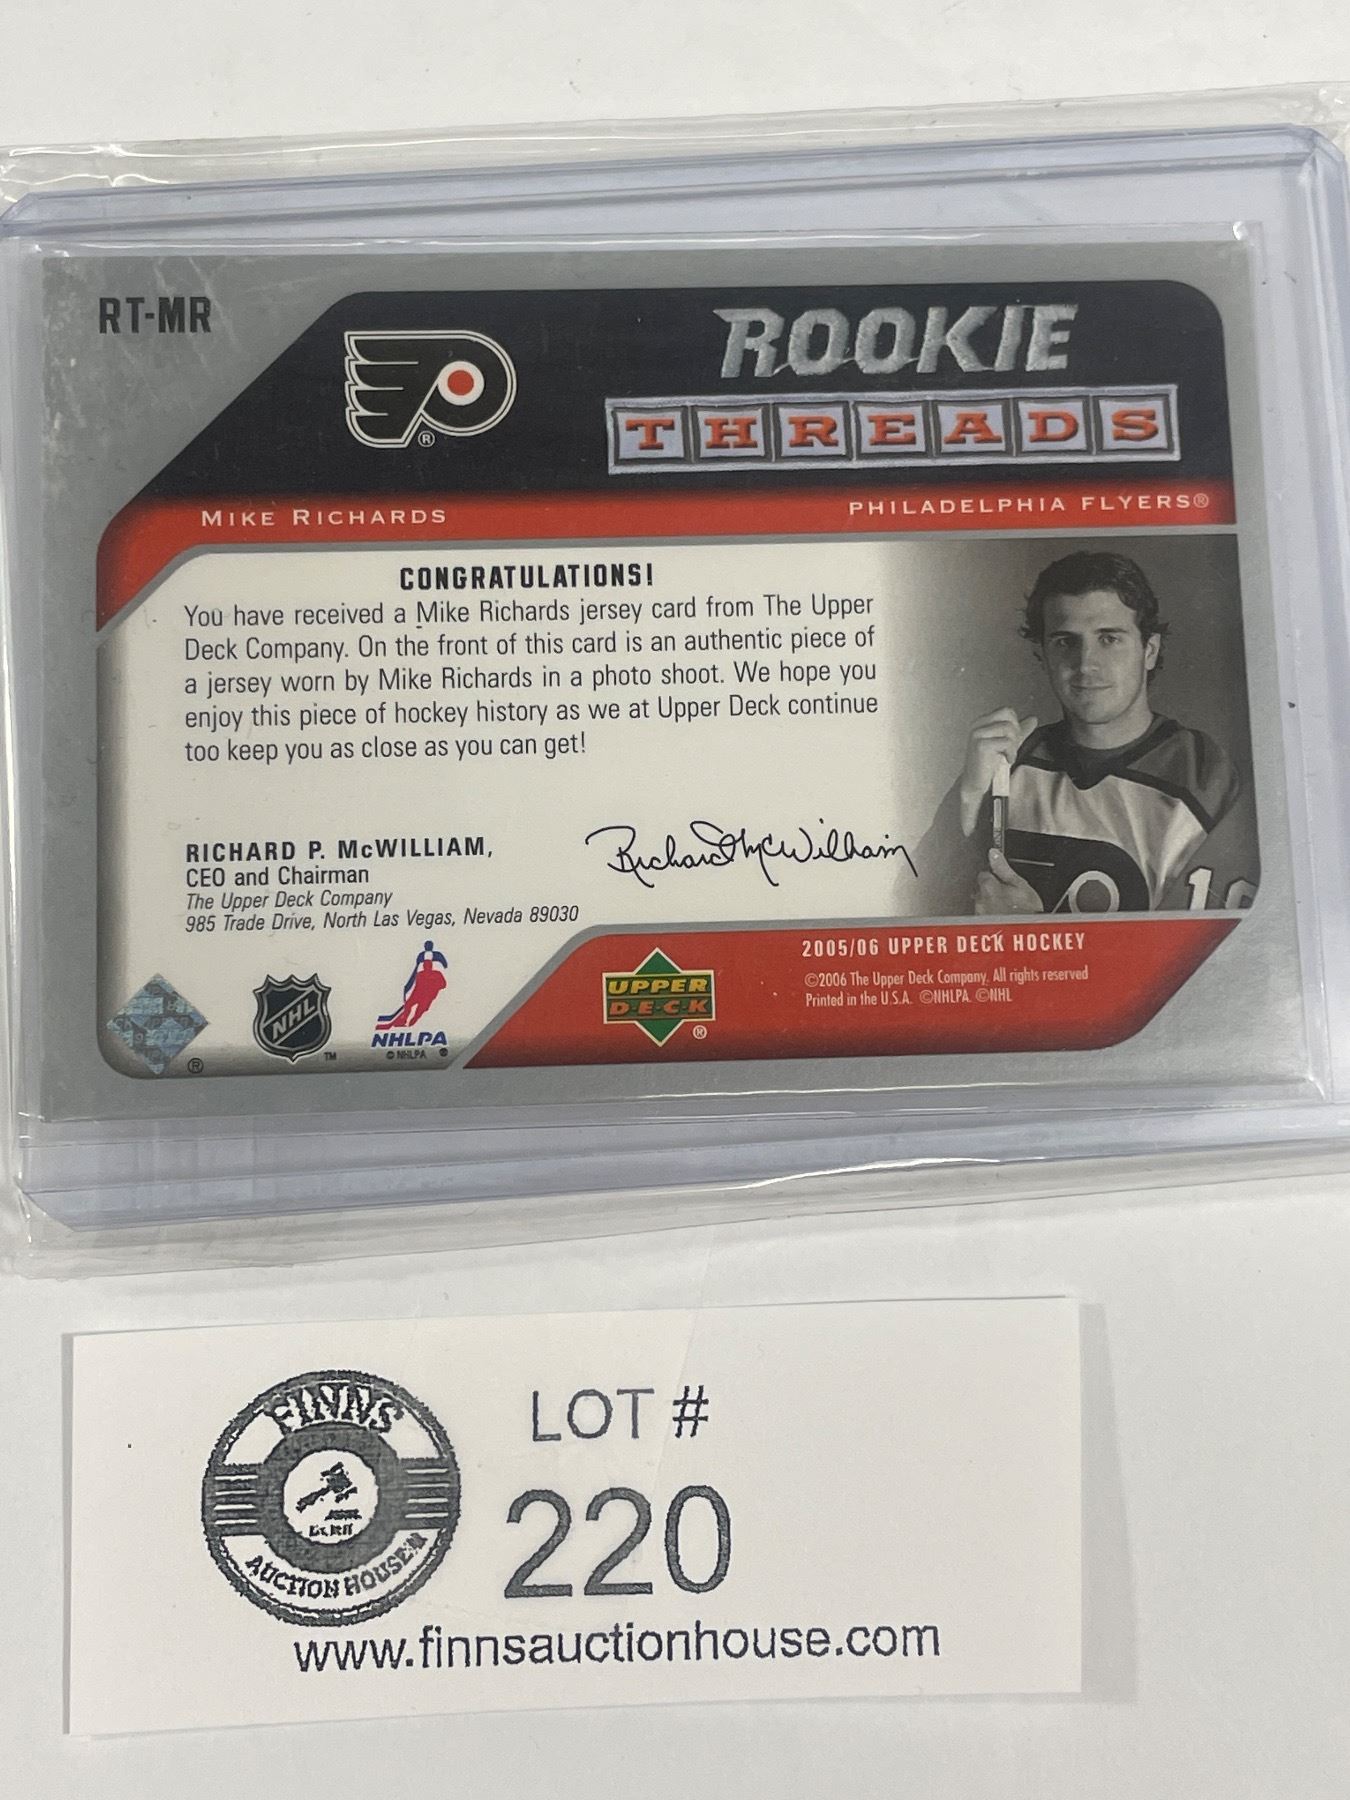 RT-MR
ROOKIE
THREADS
®
MIKE RICHARDS
PHILADELPHIA FLYERS®
CONGRATULATIONS!
You have received a Mike Richards jersey card from The Upper
Deck Company. On the front of this card is an authentic piece of
a jersey worn by Mike Richards in a photo shoot. We hope you
enjoy this piece of hockey history as we at Upper Deck continue
too keep you as close as you can get!
RICHARD P. McWILLIAM,
CEO and Chairman
The Upper Deck Company
985 Trade Drive, North Las Vegas, Nevada 89030
Richard P McWilliam
2005/06 UPPER DECK HOCKEY
©2006 The Upper Deck Company. All rights reserved
Printed in the U.S.A. ©NHLPA ©NHL
UPPER
D·E·C·K
®
®
NHL
TM
NHLPA
© NHLPA ®
FINNS
AUCTION HOUSE
LOT #
220
www.finnsauctionhouse.com